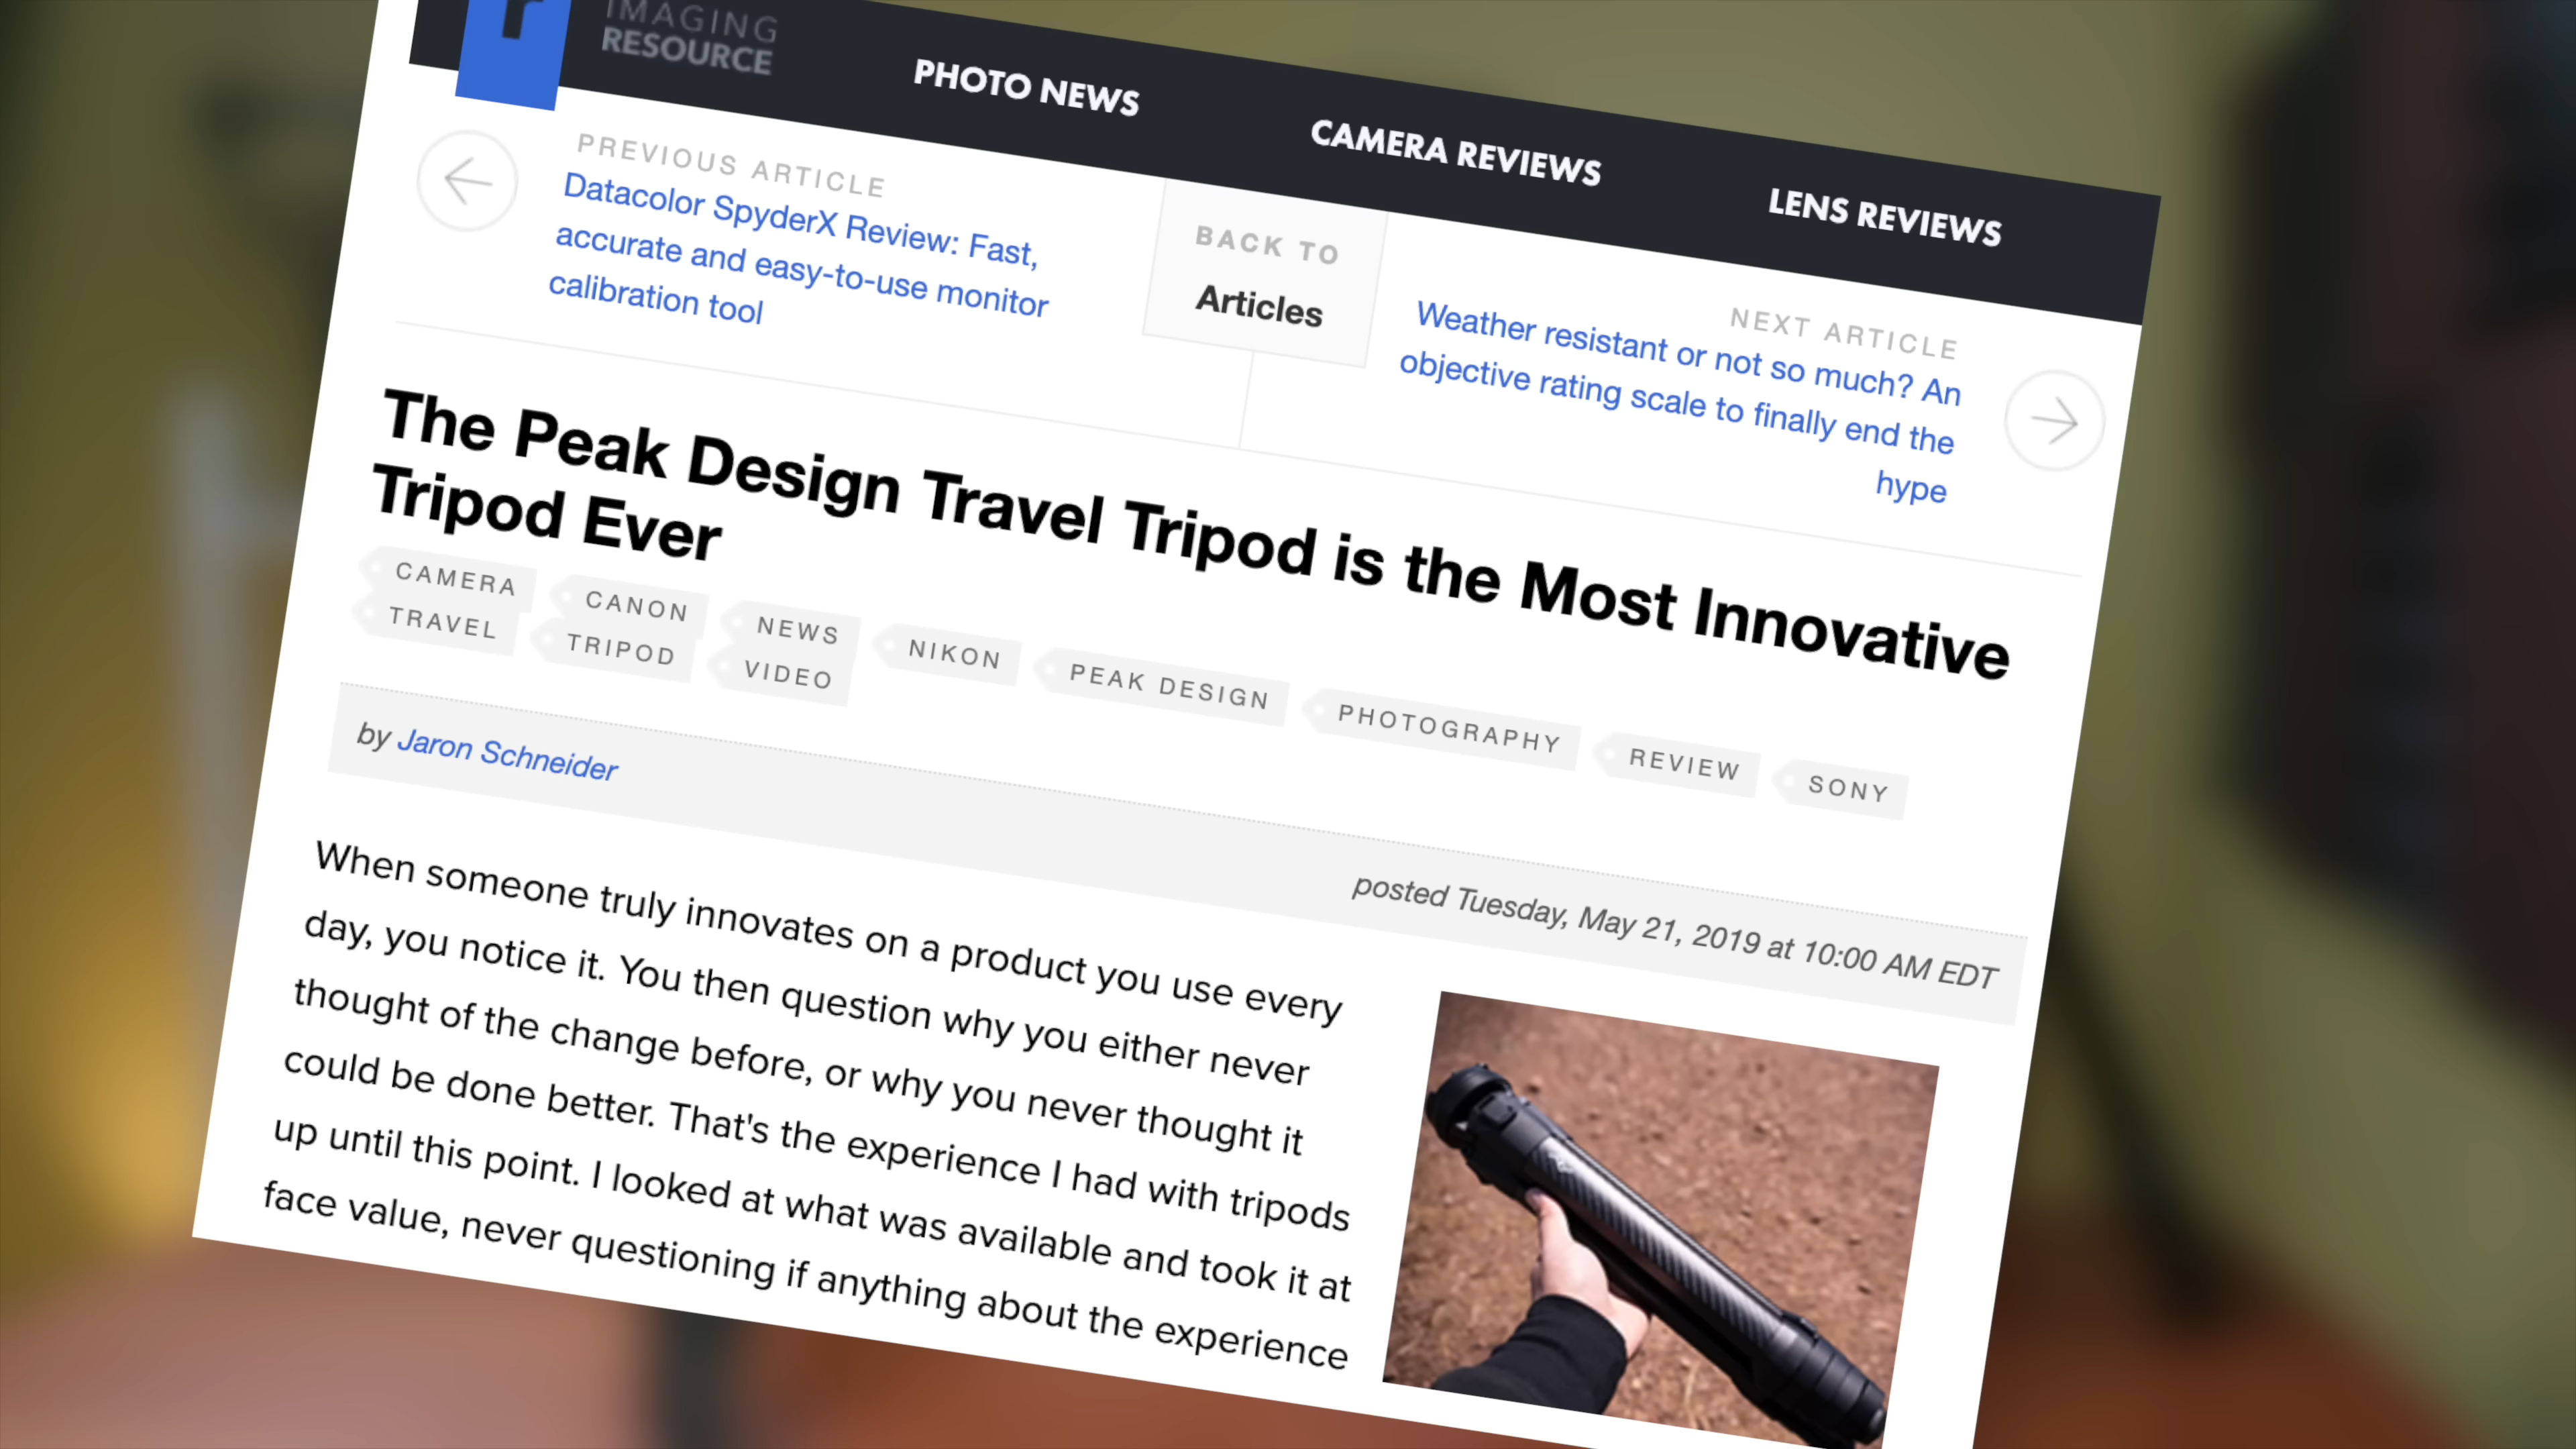 IMAGING
RESOURCE
PHOTO NEWS
CAMERA REVIEWS
LENS REVIEWS
PREVIOUS ARTICLE
Datacolor SpyderX Review: Fast,
accurate and easy-to-use monitor
calibration tool
BACK TO
Articles
NEXT ARTICLE
Weather resistant or not so much? An
objective rating scale to finally end the
hype
The Peak Design Travel Tripod is the Most Innovative
Tripod Ever
CAMERA CANON NEWS NIKON PEAK DESIGN PHOTOGRAPHY REVIEW SONY
TRAVEL TRIPOD VIDEO
by Jaron Schneider
posted Tuesday, May 21, 2019 at 10:00 AM EDT
When someone truly innovates on a product you use every
day, you notice it. You then question why you either never
thought of the change before, or why you never thought it
could be done better. That's the experience I had with tripods
up until this point. I looked at what was available and took it at
face value, never questioning if anything about the experience